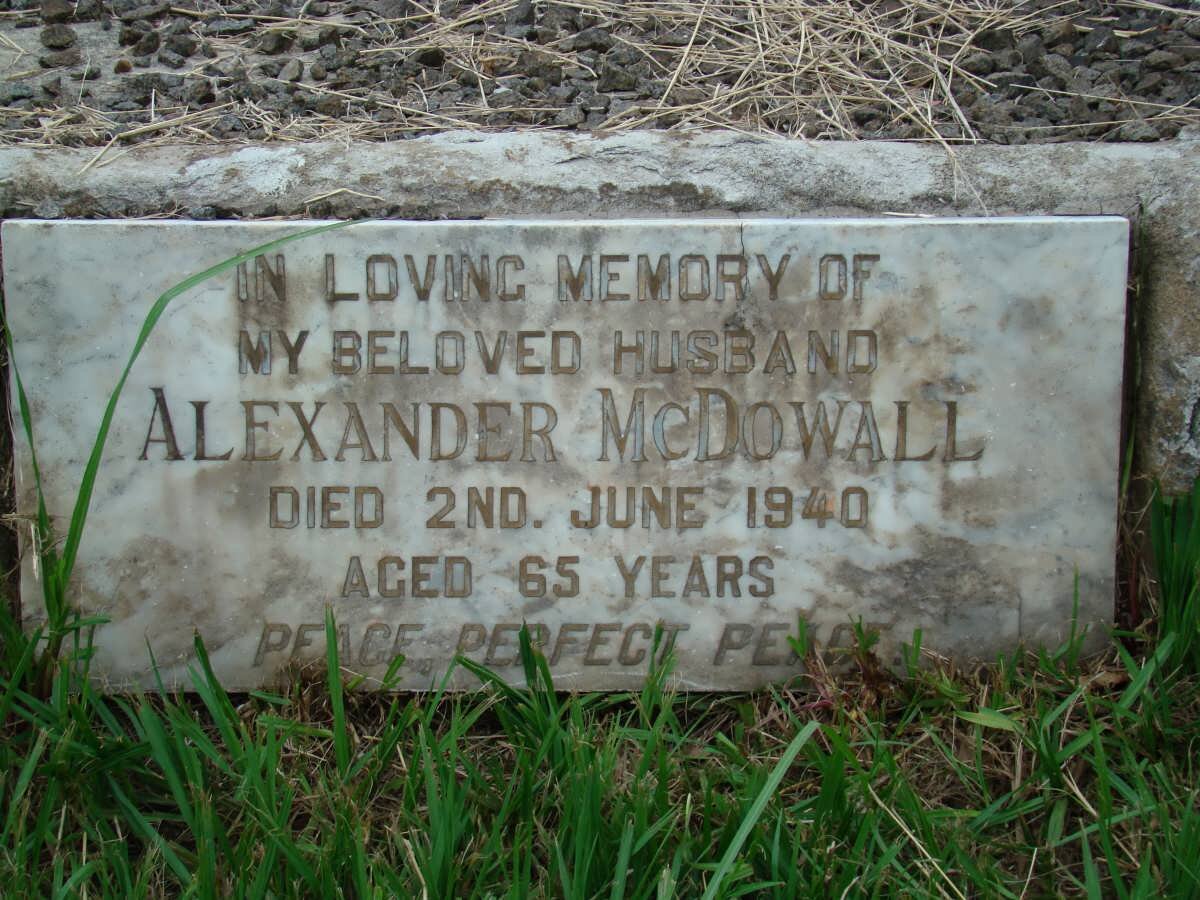 IN LOVING MEMORY OF
MY BELOVED HUSBAND
ALEXANDER McDOWALL
DIED 2ND. JUNE 1940
AGED 65 YEARS
PEACE, PERFECT PEACE.